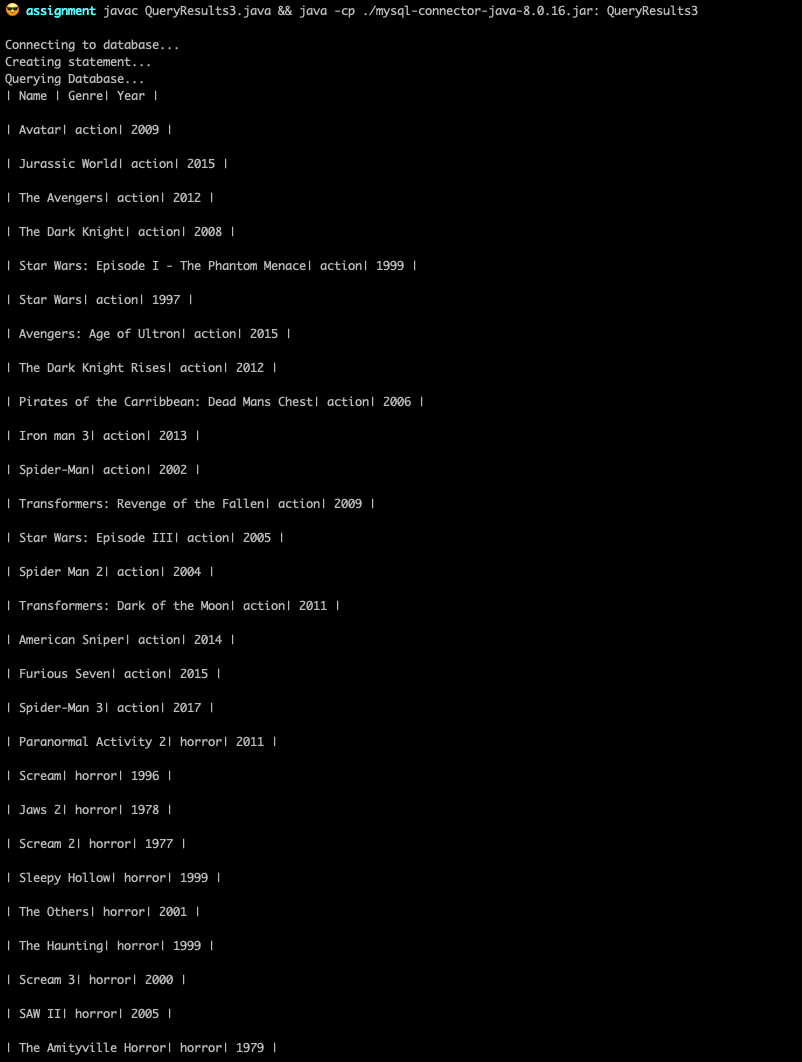 😎 assignment javac QueryResults3.java && java -cp ./mysql-connector-java-8.0.16.jar: QueryResults3
Connecting to database...
Creating statement...
Querying Database...
| Name | Genre| Year |
| Avatar| action| 2009 |
| Jurassic World| action| 2015 |
| The Avengers| action| 2012 |
| The Dark Knight| action| 2008 |
| Star Wars: Episode I - The Phantom Menace| action| 1999 |
| Star Wars| action| 1997 |
| Avengers: Age of Ultron| action| 2015 |
| The Dark Knight Rises| action| 2012 |
| Pirates of the Carribbean: Dead Mans Chest| action| 2006 |
| Iron man 3| action| 2013 |
| Spider-Man| action| 2002 |
| Transformers: Revenge of the Fallen| action| 2009 |
| Star Wars: Episode III| action| 2005 |
| Spider Man 2| action| 2004 |
| Transformers: Dark of the Moon| action| 2011 |
| American Sniper| action| 2014 |
| Furious Seven| action| 2015 |
| Spider-Man 3| action| 2017 |
| Paranormal Activity 2| horror| 2011 |
| Scream| horror| 1996 |
| Jaws 2| horror| 1978 |
| Scream 2| horror| 1977 |
| Sleepy Hollow| horror| 1999 |
| The Others| horror| 2001 |
| The Haunting| horror| 1999 |
| Scream 3| horror| 2000 |
| SAW II| horror| 2005 |
| The Amityville Horror| horror| 1979 |